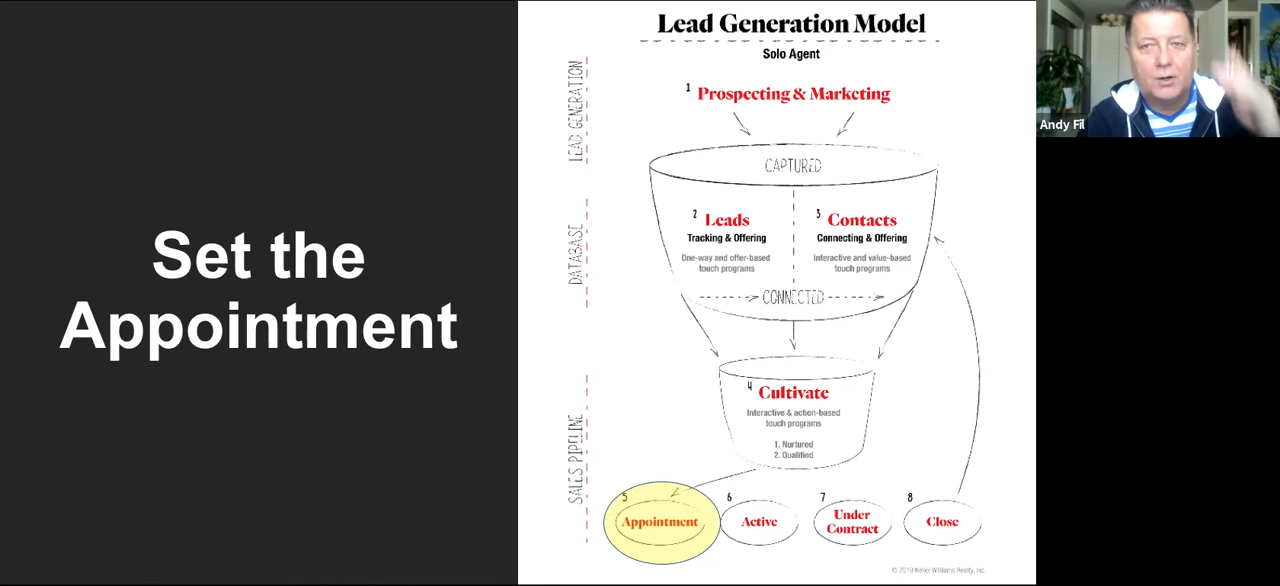 Set the
Appointment
Lead Generation Model
Solo Agent
LEAD GENERATION
1 Prospecting & Marketing
CAPTURED
DATABASE
2 Leads
Tracking & Offering
One-way and offer-based
touch programs
3 Contacts
Connecting & Offering
Interactive and value-based
touch programs
CONNECTED
SALES PIPELINE
4 Cultivate
Interactive & action-based
touch programs
1. Nurtured
2. Qualified
5 Appointment
6 Active
7 Under
Contract
8 Close
© 2019 Keller Williams Realty, Inc.
Andy Fil